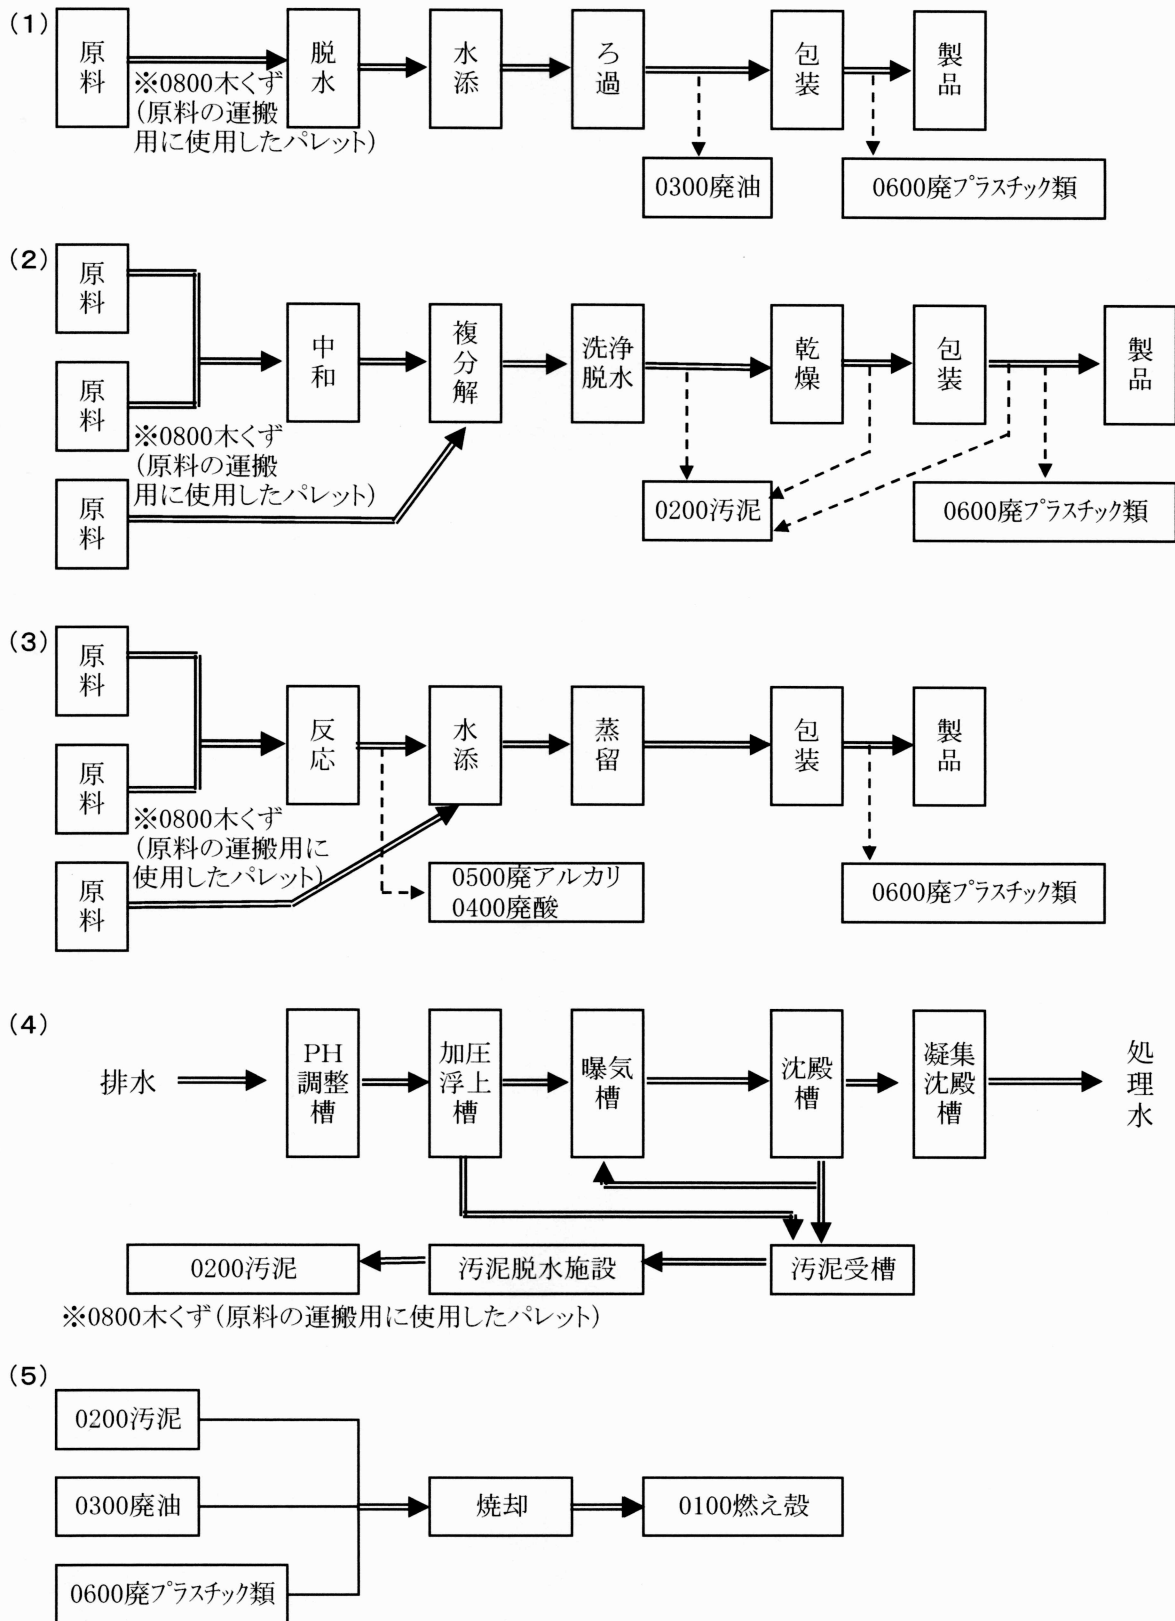 (1)
原料
脱水
水添
ろ過
包装
製品
※0800木くず
(原料の運搬
用に使用したパレット)
0300廃油
0600廃プラスチック類
(2)
原料
原料
原料
中和
複分解
洗浄
脱水
乾燥
包装
製品
※0800木くず
(原料の運搬
用に使用したパレット)
0200汚泥
0600廃プラスチック類
(3)
原料
原料
原料
反応
水添
蒸留
包装
製品
※0800木くず
(原料の運搬用に
使用したパレット)
0500廃アルカリ
0400廃酸
0600廃プラスチック類
(4)
排水
PH
調整
槽
加圧
浮上
槽
曝気
槽
沈殿
槽
凝集
沈殿
槽
処理水
0200汚泥
汚泥脱水施設
汚泥受槽
※0800木くず(原料の運搬用に使用したパレット)
(5)
0200汚泥
0300廃油
0600廃プラスチック類
焼却
0100燃え殻